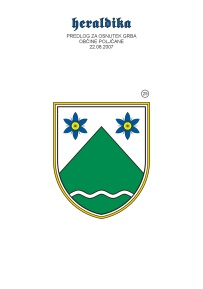 heraldika
PREDLOG ZA OSNUTEK GRBA
OBČINE POLJČANE
22.08.2007